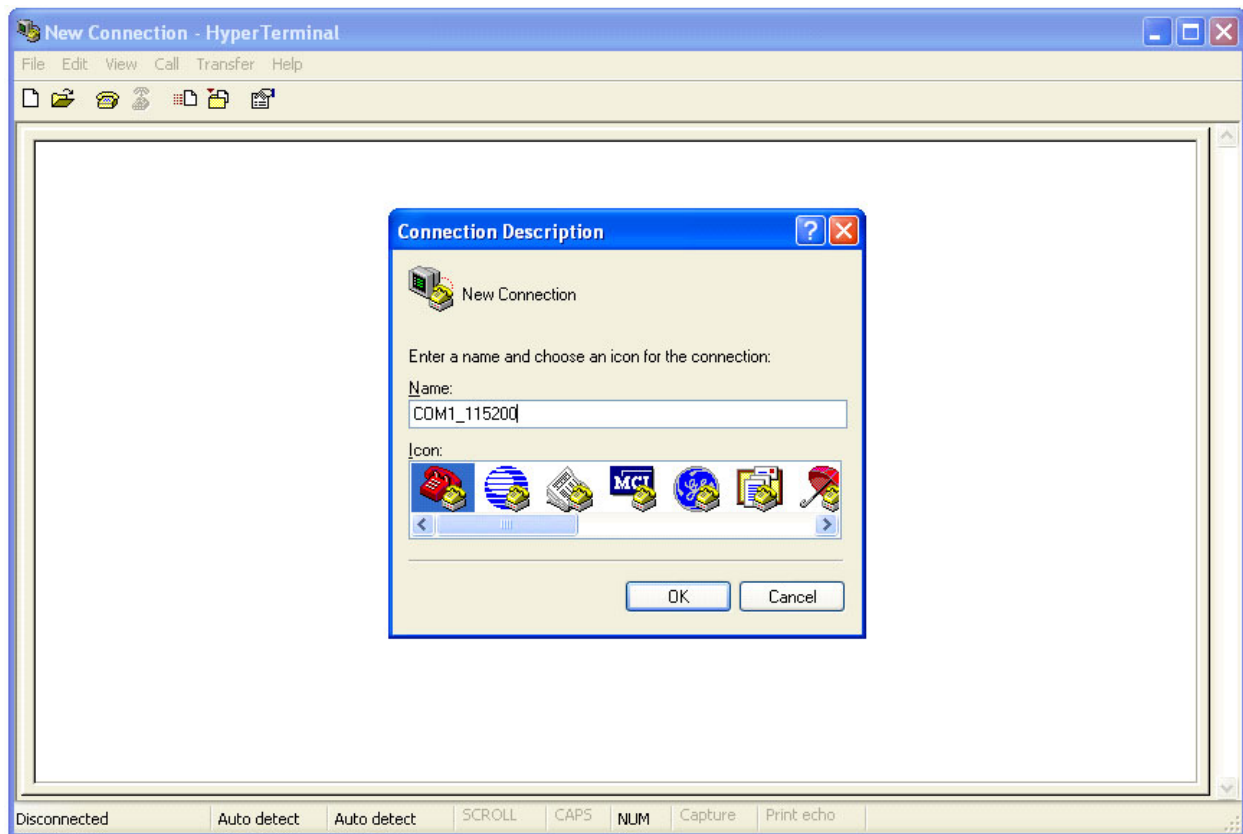 New Connection - HyperTerminal
File Edit View Call Transfer Help
Connection Description
New Connection
Enter a name and choose an icon for the connection:
Name:
COM1_115200
Icon:
MCI
OK Cancel
Disconnected Auto detect Auto detect SCROLL CAPS NUM Capture Print echo